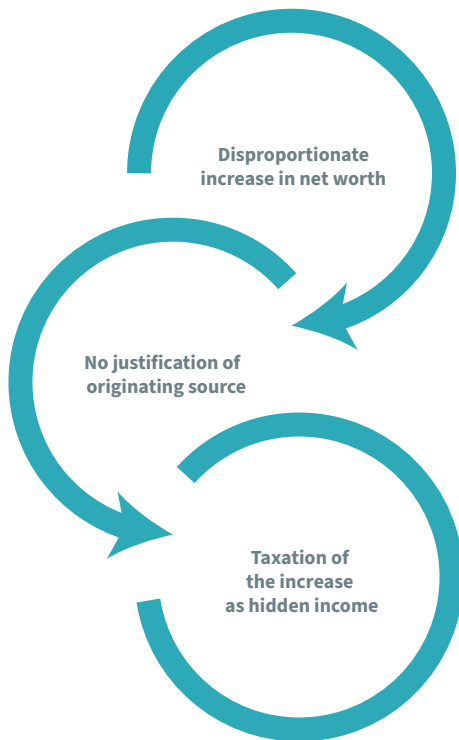 Disproportionate
increase in net worth
No justification of
originating source
Taxation of
the increase
as hidden income